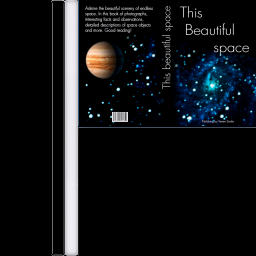 Admire the beautiful scenery of endless
space. In this book of photographs,
interesting facts and observations,
detailed descriptions of space objects
and more. Good reading!
This beautiful space
This
Beautiful
space